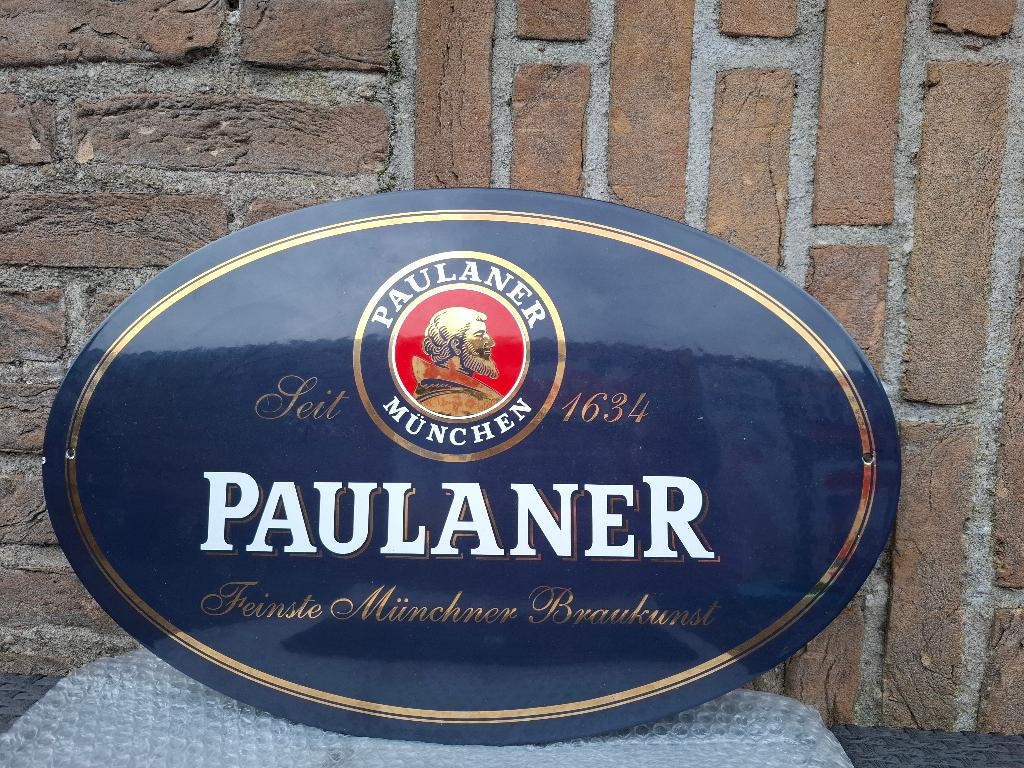 PAULANER
MÜNCHEN
Seit 1634
PAULANER
Feinste Münchner Braukunst